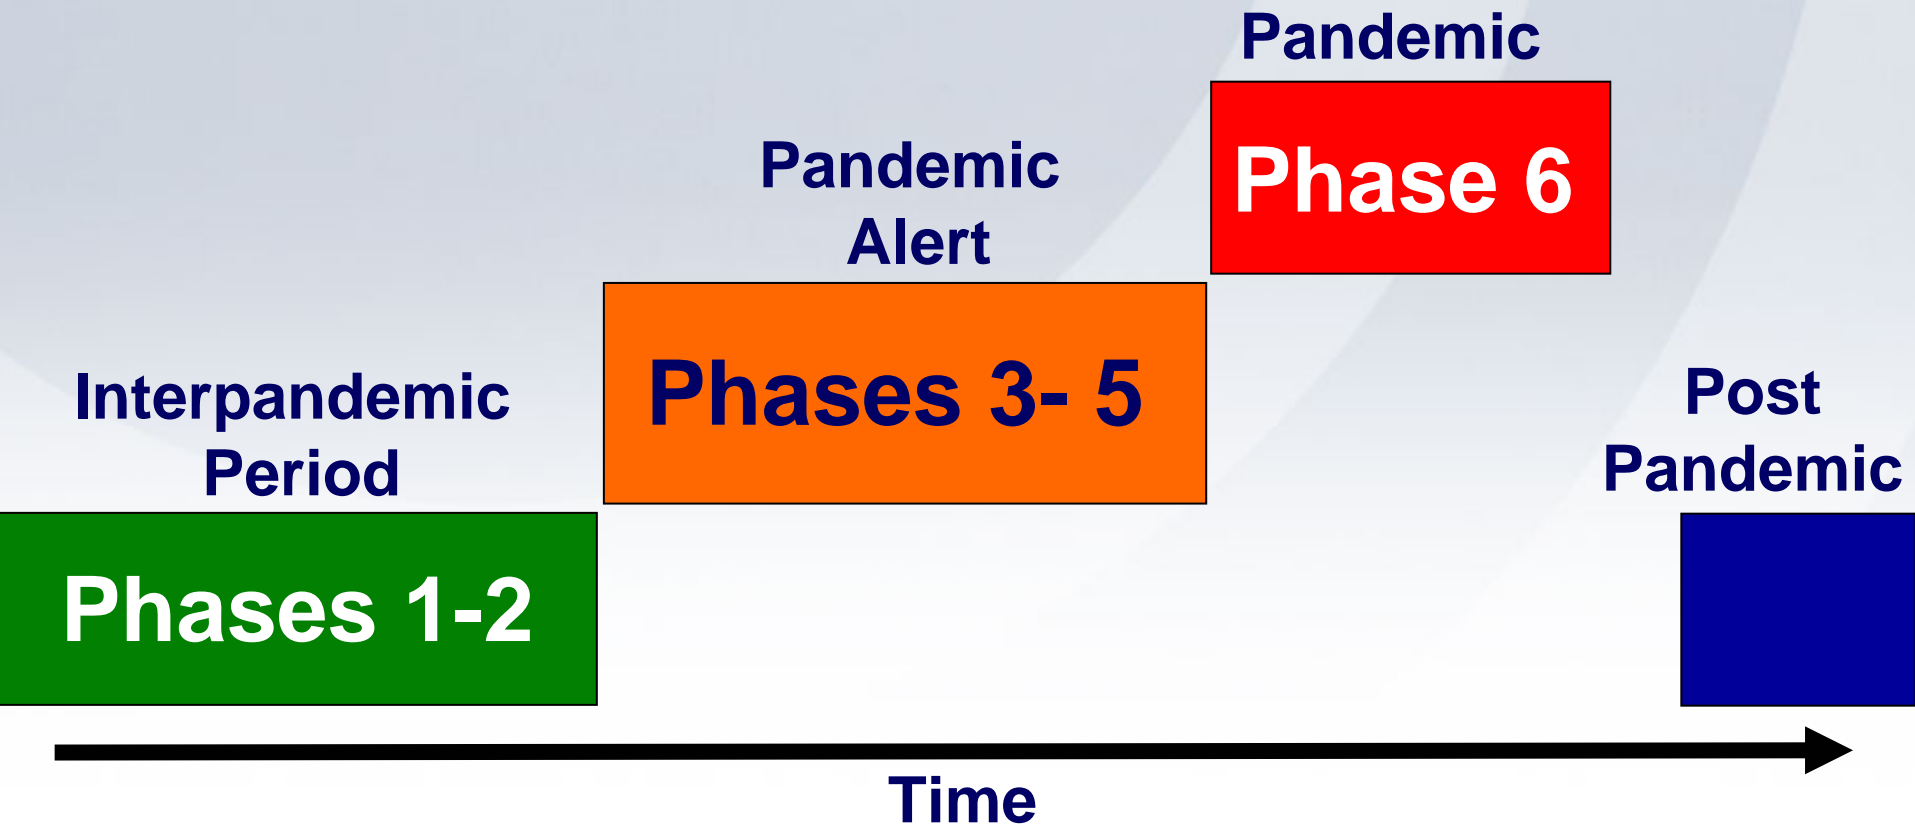 Interpandemic
Period
Phases 1-2
Pandemic
Alert
Phases 3- 5
Pandemic
Phase 6
Post
Pandemic
Time